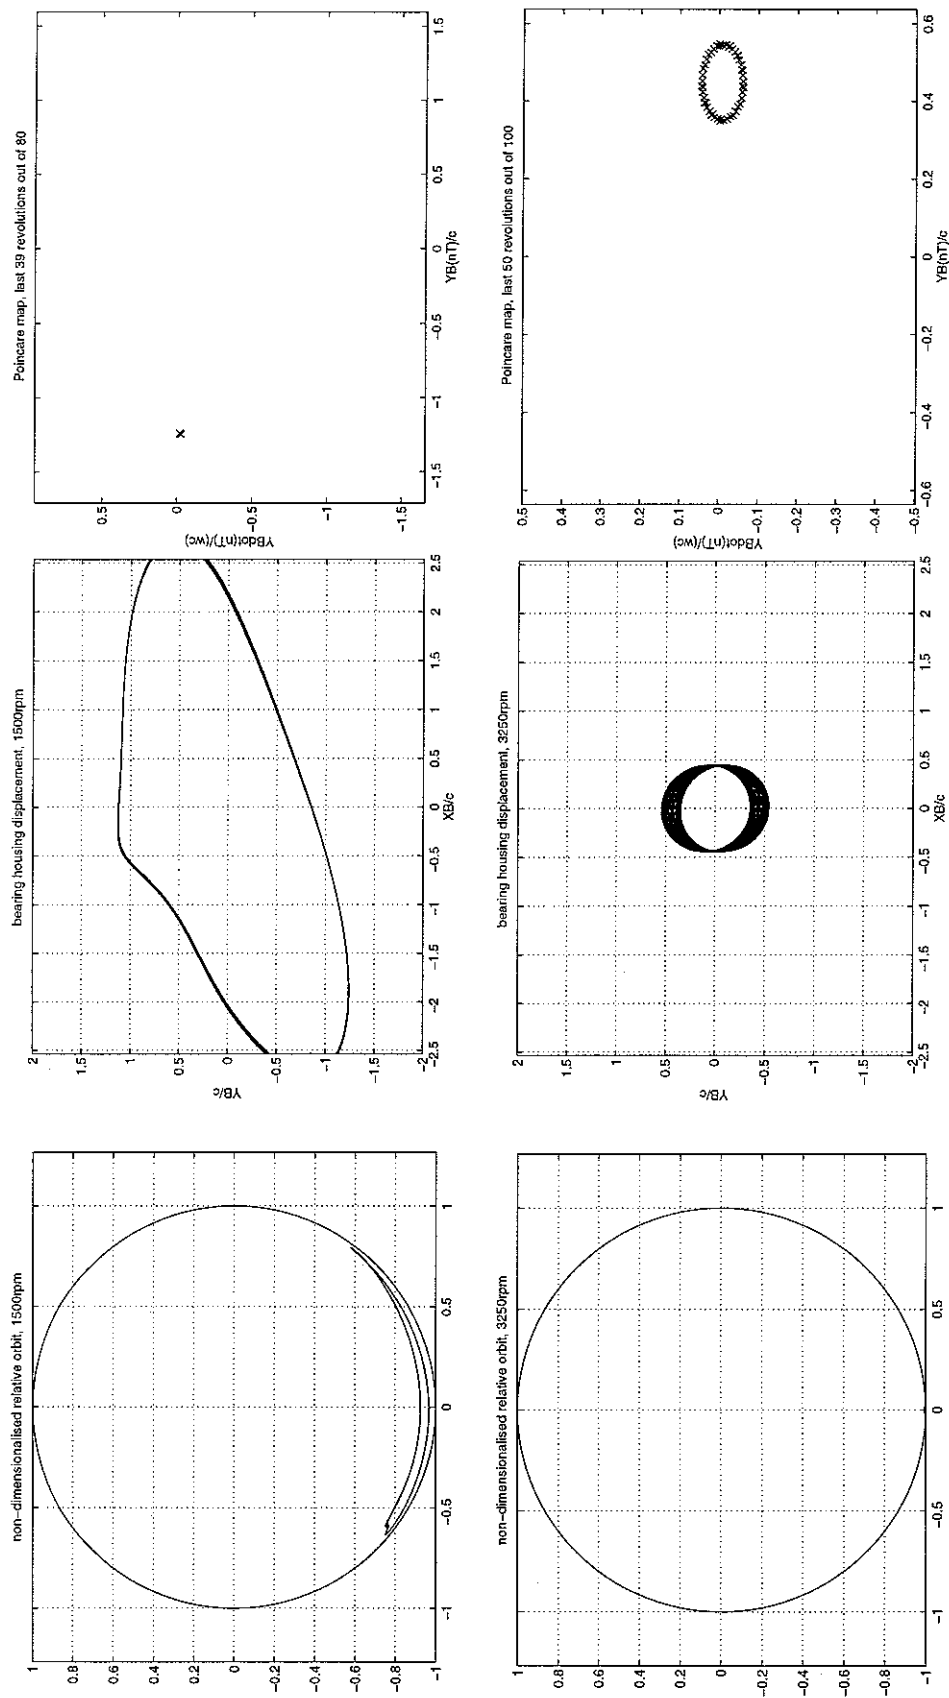 non-dimensionalised relative orbit, 1500rpm
1
0.8
0.6
0.4
0.2
0
-0.2
-0.4
-0.6
-0.8
-1
-1 -0.5 0 0.5 1
bearing housing displacement, 1500rpm
YB/c
2
1.5
1
0.5
0
-0.5
-1
-1.5
-2
-2.5 -2 -1.5 -1 -0.5 0 0.5 1 1.5 2 2.5
XB/c
Poincare map, last 39 revolutions out of 80
YBdot(nT)/(wc)
0.5
0
-0.5
-1
-1.5
-1.5 -1 -0.5 0 0.5 1 1.5
YB(nT)/c
non-dimensionalised relative orbit, 3250rpm
1
0.8
0.6
0.4
0.2
0
-0.2
-0.4
-0.6
-0.8
-1
-1 -0.5 0 0.5 1
bearing housing displacement, 3250rpm
YB/c
2
1.5
1
0.5
0
-0.5
-1
-1.5
-2
-2.5 -2 -1.5 -1 -0.5 0 0.5 1 1.5 2 2.5
XB/c
Poincare map, last 50 revolutions out of 100
YBdot(nT)/(wc)
0.5
0.4
0.3
0.2
0.1
0
-0.1
-0.2
-0.3
-0.4
-0.5
-0.6 -0.4 -0.2 0 0.2 0.4 0.6
YB(nT)/c